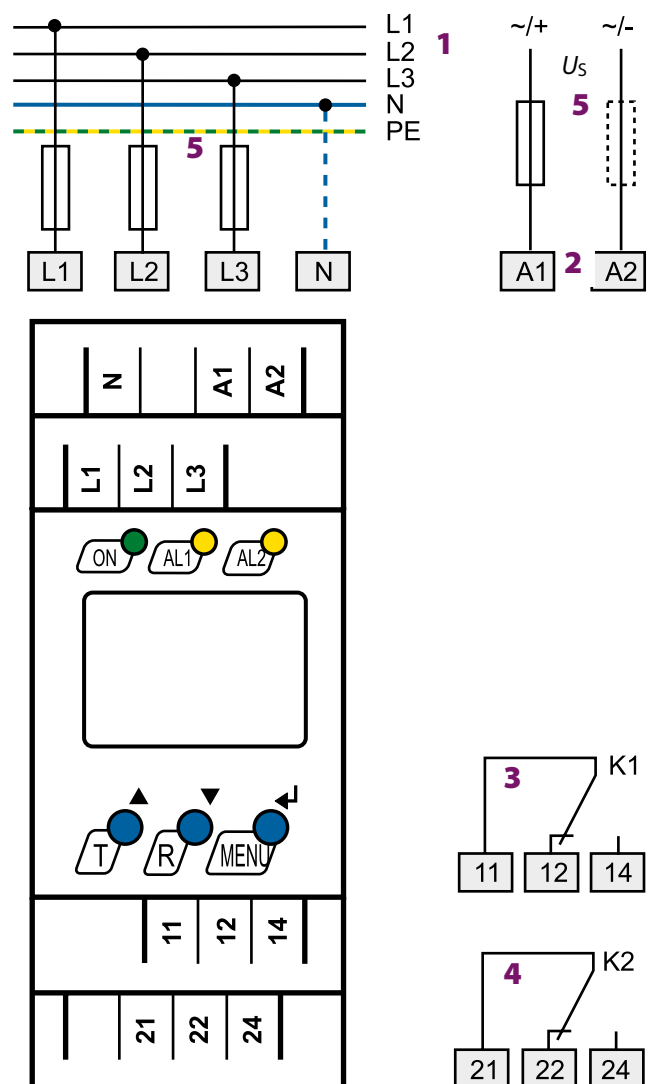 L1
L2
L3
N
PE
1
~/+ ~/-
U_S
5
5
L1 L2 L3 N
A1 2 A2
N A1 A2
L1 L2 L3
ON AL1 AL2
▲ ▼ ↵
T R MENU
K1
3
11 12 14
11 12 14
K2
4
21 22 24
21 22 24